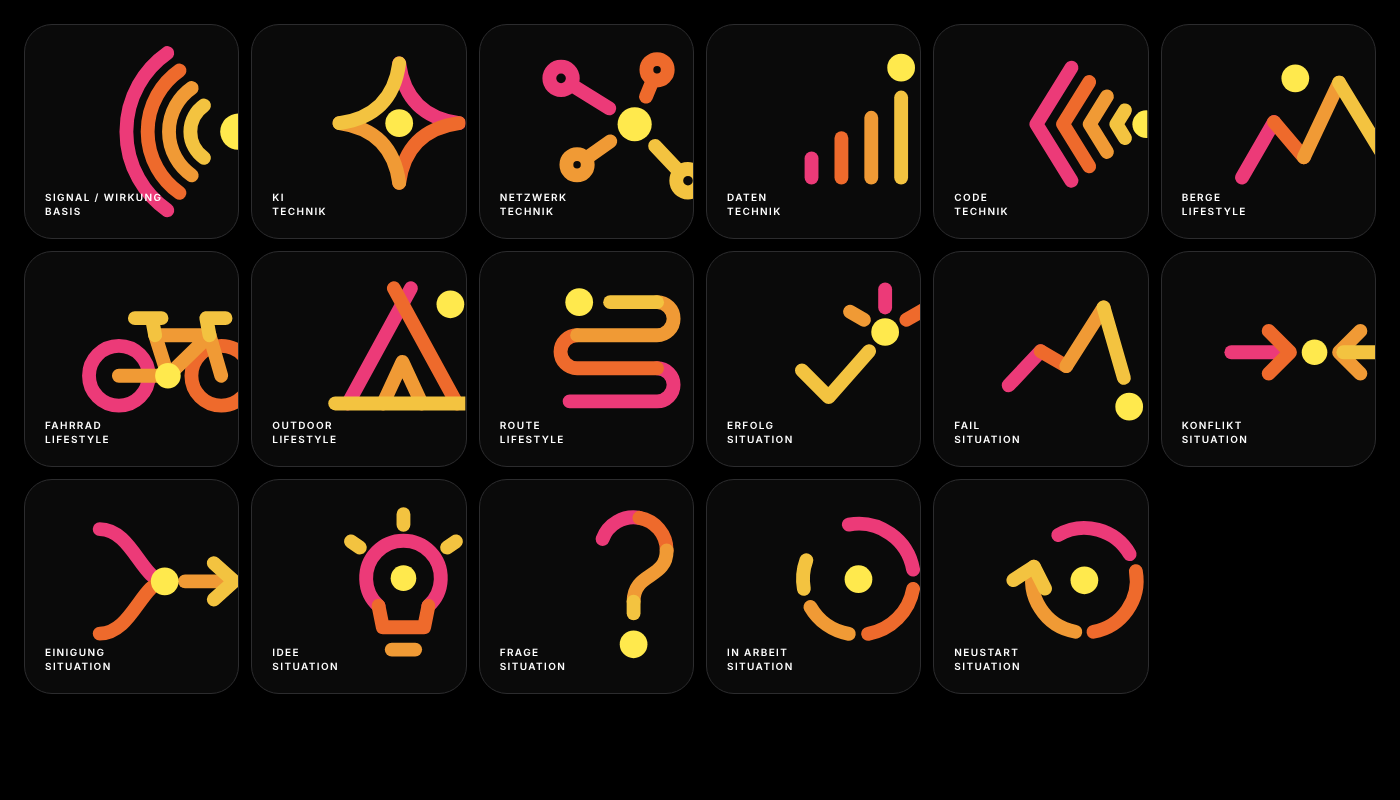 SIGNAL / WIRKUNG
BASIS
KI
TECHNIK
NETZWERK
TECHNIK
DATEN
TECHNIK
CODE
TECHNIK
BERGE
LIFESTYLE
FAHRRAD
LIFESTYLE
OUTDOOR
LIFESTYLE
ROUTE
LIFESTYLE
ERFOLG
SITUATION
FAIL
SITUATION
KONFLIKT
SITUATION
EINIGUNG
SITUATION
IDEE
SITUATION
FRAGE
SITUATION
IN ARBEIT
SITUATION
NEUSTART
SITUATION